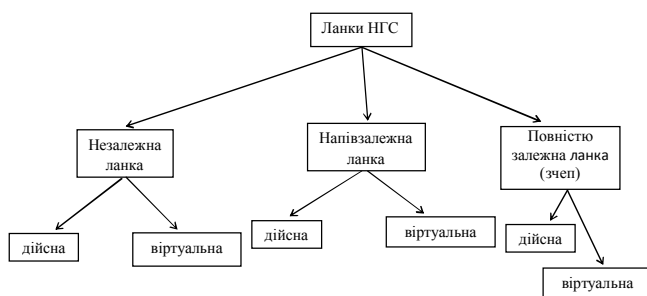 Ланки НГС
Незалежна
ланка
Напівзалежна
ланка
Повністю
залежна ланка
(зчеп)
дійсна
віртуальна
дійсна
віртуальна
дійсна
віртуальна